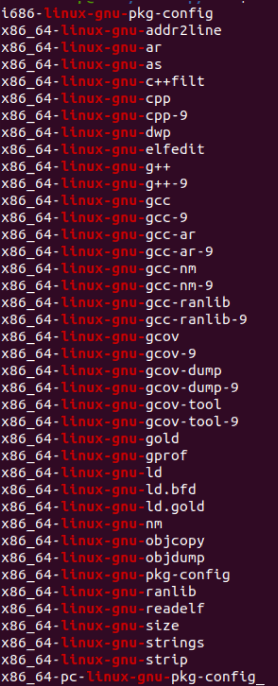 i686-linux-gnu-pkg-config
x86_64-linux-gnu-addr2line
x86_64-linux-gnu-ar
x86_64-linux-gnu-as
x86_64-linux-gnu-c++filt
x86_64-linux-gnu-cpp
x86_64-linux-gnu-cpp-9
x86_64-linux-gnu-dwp
x86_64-linux-gnu-elfedit
x86_64-linux-gnu-g++
x86_64-linux-gnu-g++-9
x86_64-linux-gnu-gcc
x86_64-linux-gnu-gcc-9
x86_64-linux-gnu-gcc-ar
x86_64-linux-gnu-gcc-ar-9
x86_64-linux-gnu-gcc-nm
x86_64-linux-gnu-gcc-nm-9
x86_64-linux-gnu-gcc-ranlib
x86_64-linux-gnu-gcc-ranlib-9
x86_64-linux-gnu-gcov
x86_64-linux-gnu-gcov-9
x86_64-linux-gnu-gcov-dump
x86_64-linux-gnu-gcov-dump-9
x86_64-linux-gnu-gcov-tool
x86_64-linux-gnu-gcov-tool-9
x86_64-linux-gnu-gold
x86_64-linux-gnu-gprof
x86_64-linux-gnu-ld
x86_64-linux-gnu-ld.bfd
x86_64-linux-gnu-ld.gold
x86_64-linux-gnu-nm
x86_64-linux-gnu-objcopy
x86_64-linux-gnu-objdump
x86_64-linux-gnu-pkg-config
x86_64-linux-gnu-ranlib
x86_64-linux-gnu-readelf
x86_64-linux-gnu-size
x86_64-linux-gnu-strings
x86_64-linux-gnu-strip
x86_64-pc-linux-gnu-pkg-config_